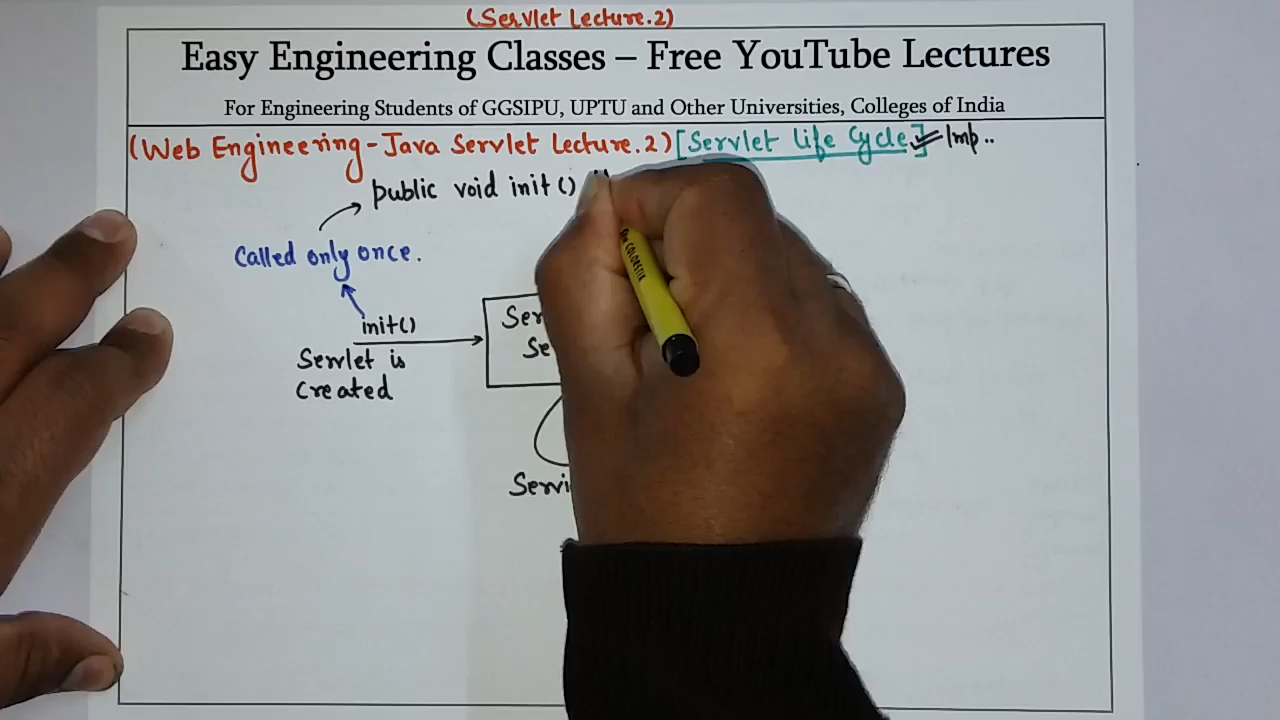 (Servlet Lecture.2)
Easy Engineering Classes – Free YouTube Lectures
For Engineering Students of GGSIPU, UPTU and Other Universities, Colleges of India
(Web Engineering-Java Servlet Lecture.2) [Servlet Life Cycle] Imp..
public void init()
Called only once.
init()
Servlet is
Created